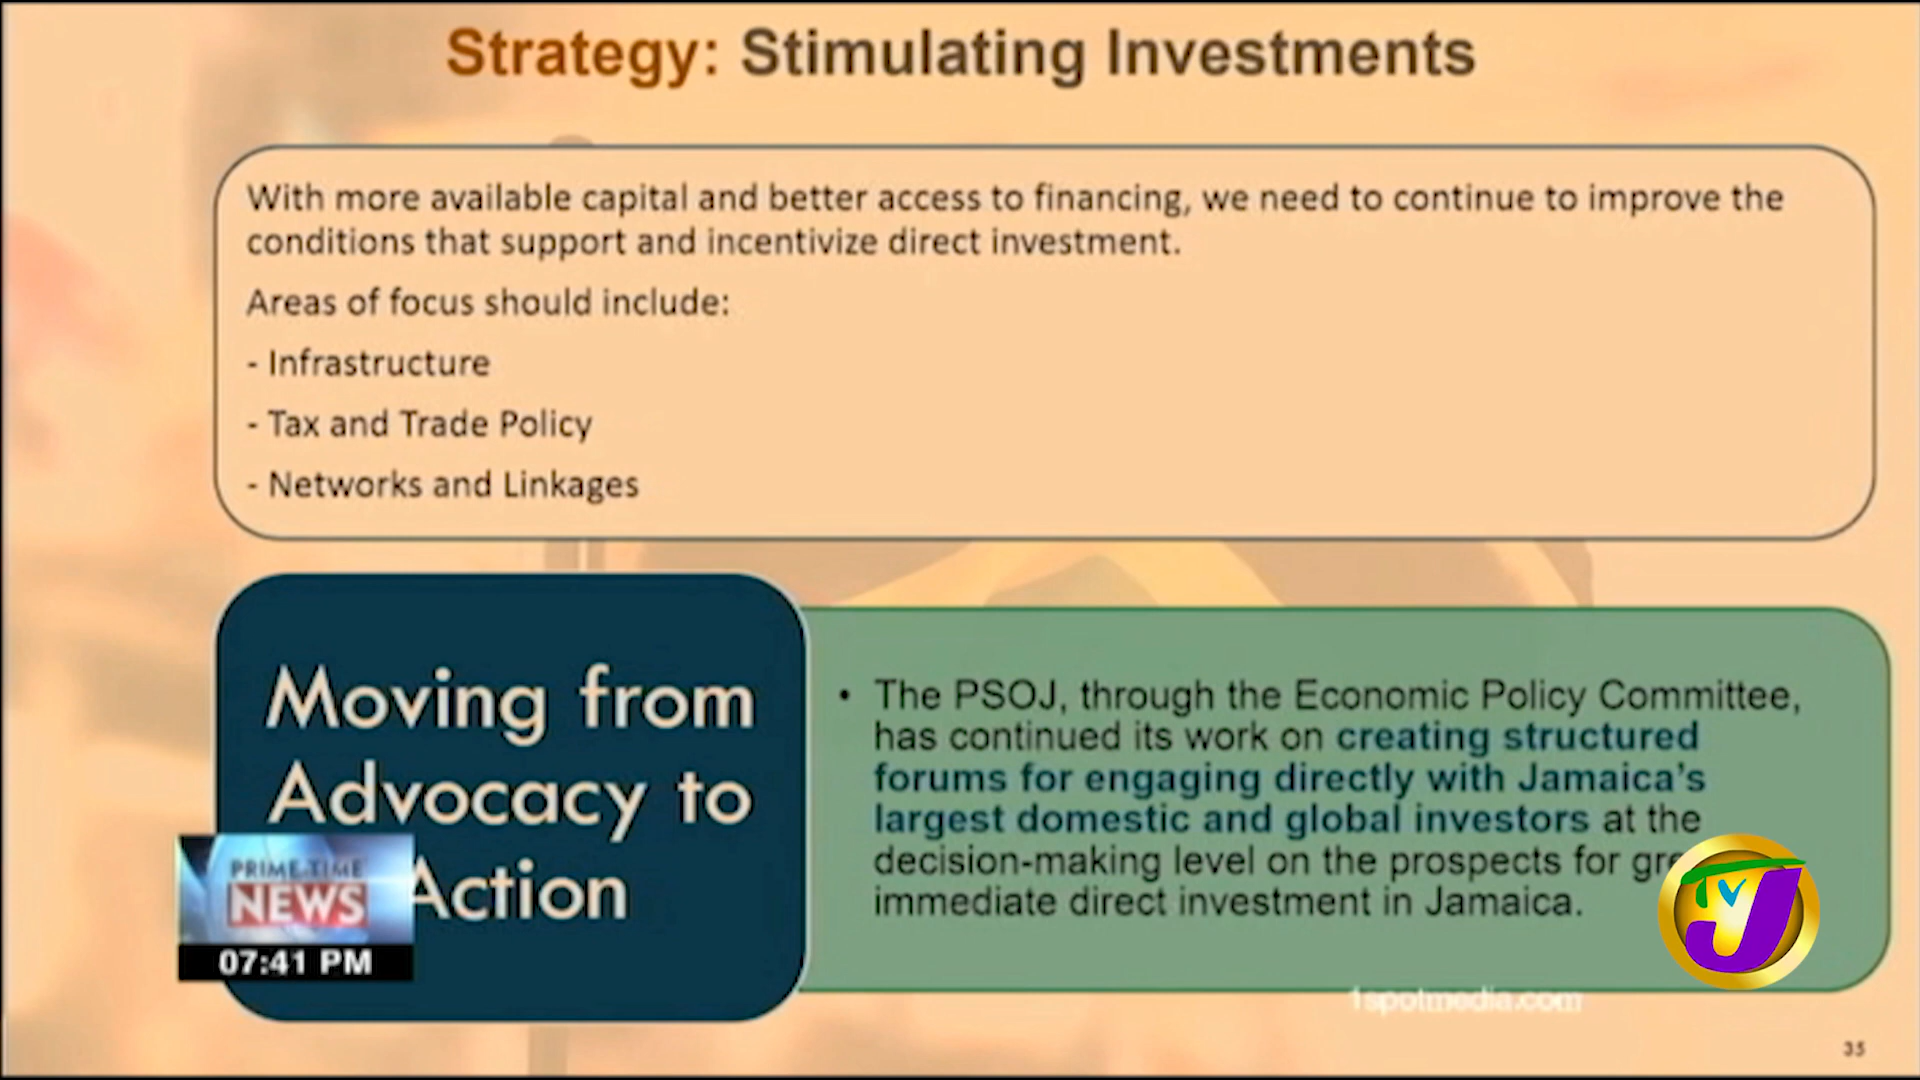 Strategy: Stimulating Investments
With more available capital and better access to financing, we need to continue to improve the
conditions that support and incentivize direct investment.
Areas of focus should include:
- Infrastructure
- Tax and Trade Policy
- Networks and Linkages
Moving from
Advocacy to
Action
• The PSOJ, through the Economic Policy Committee,
has continued its work on creating structured
forums for engaging directly with Jamaica’s
largest domestic and global investors at the
decision-making level on the prospects for
immediate direct investment in Jamaica.
PRIME TIME
NEWS
07:41 PM
TVJ
1spotmedia.com
35